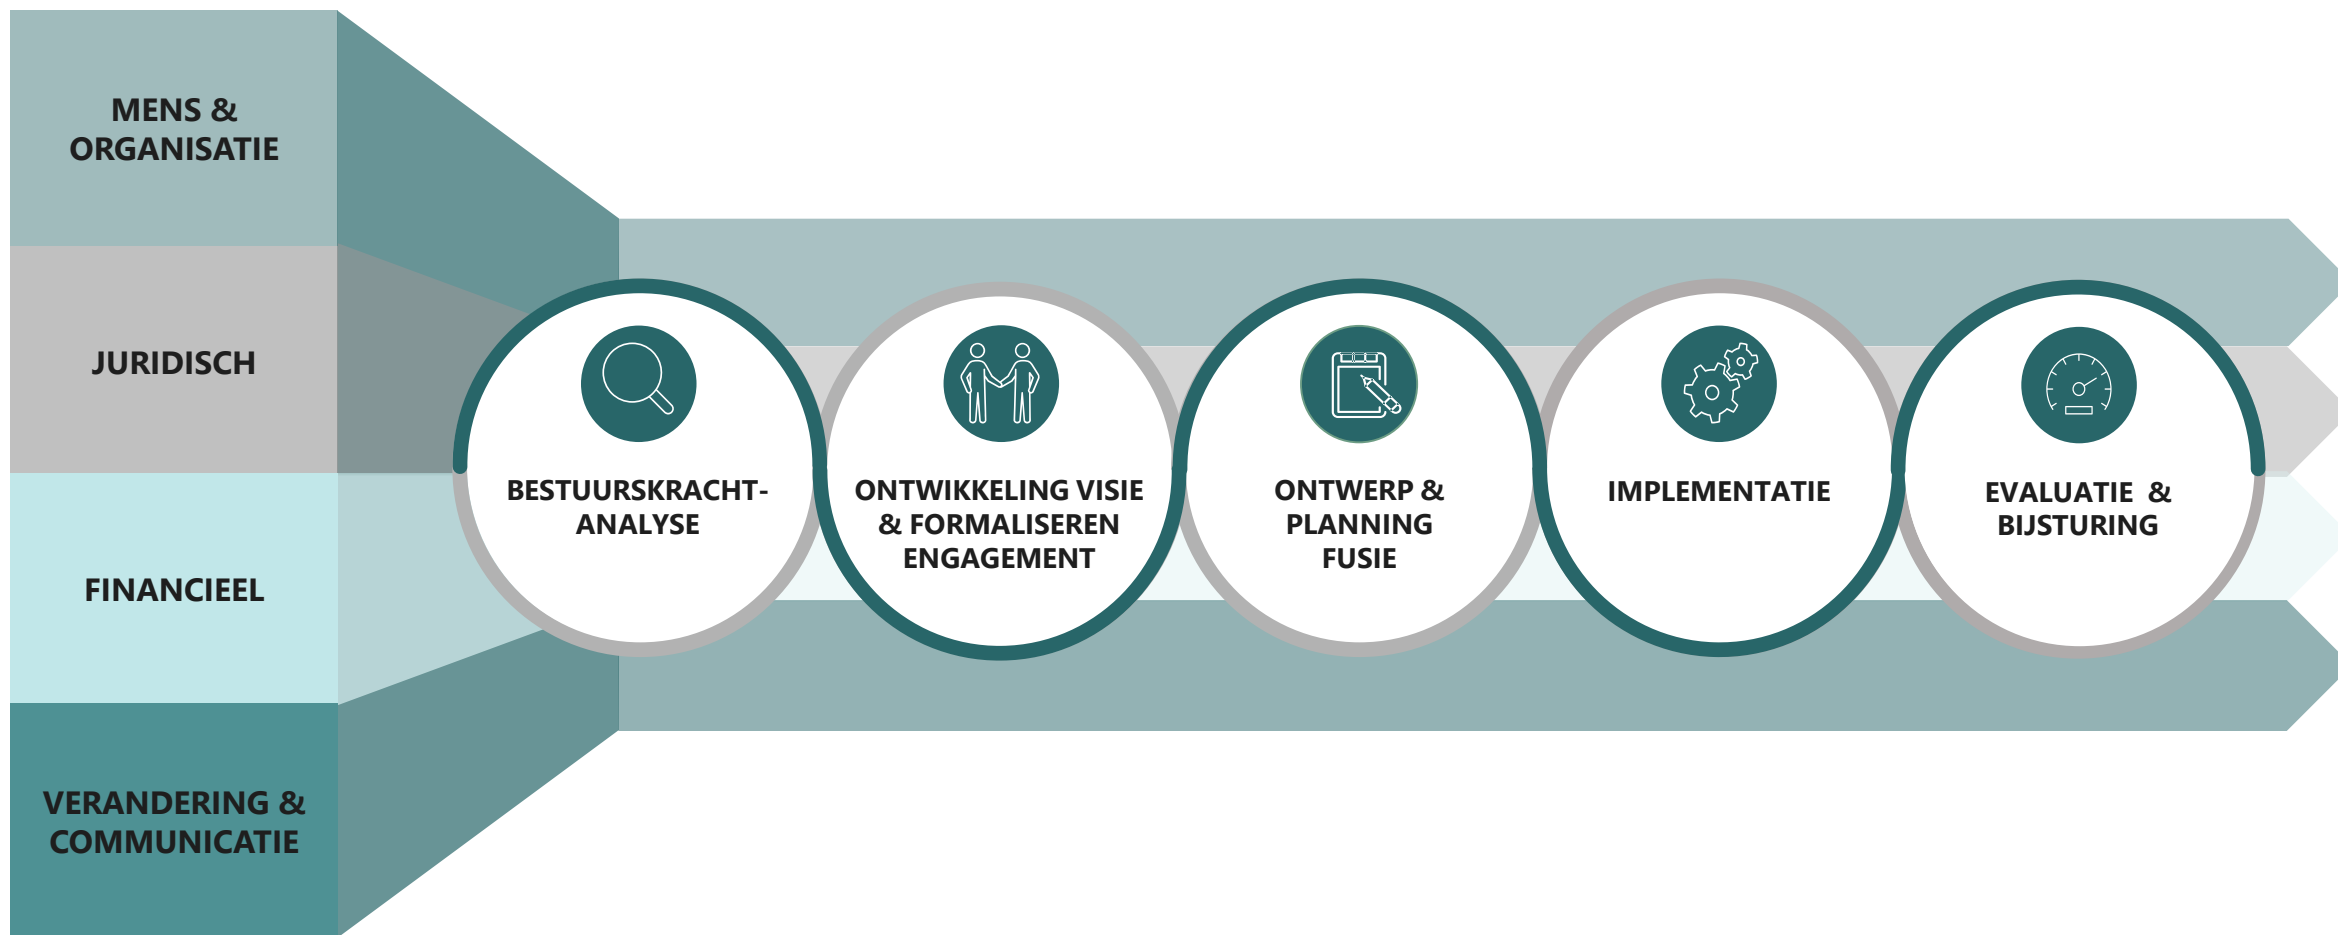 MENS &
ORGANISATIE
JURIDISCH
FINANCIEEL
VERANDERING &
COMMUNICATIE
BESTUURSKRACHT-
ANALYSE
ONTWIKKELING VISIE
& FORMALISEREN
ENGAGEMENT
ONTWERP &
PLANNING
FUSIE
IMPLEMENTATIE
EVALUATIE &
BIJSTURING